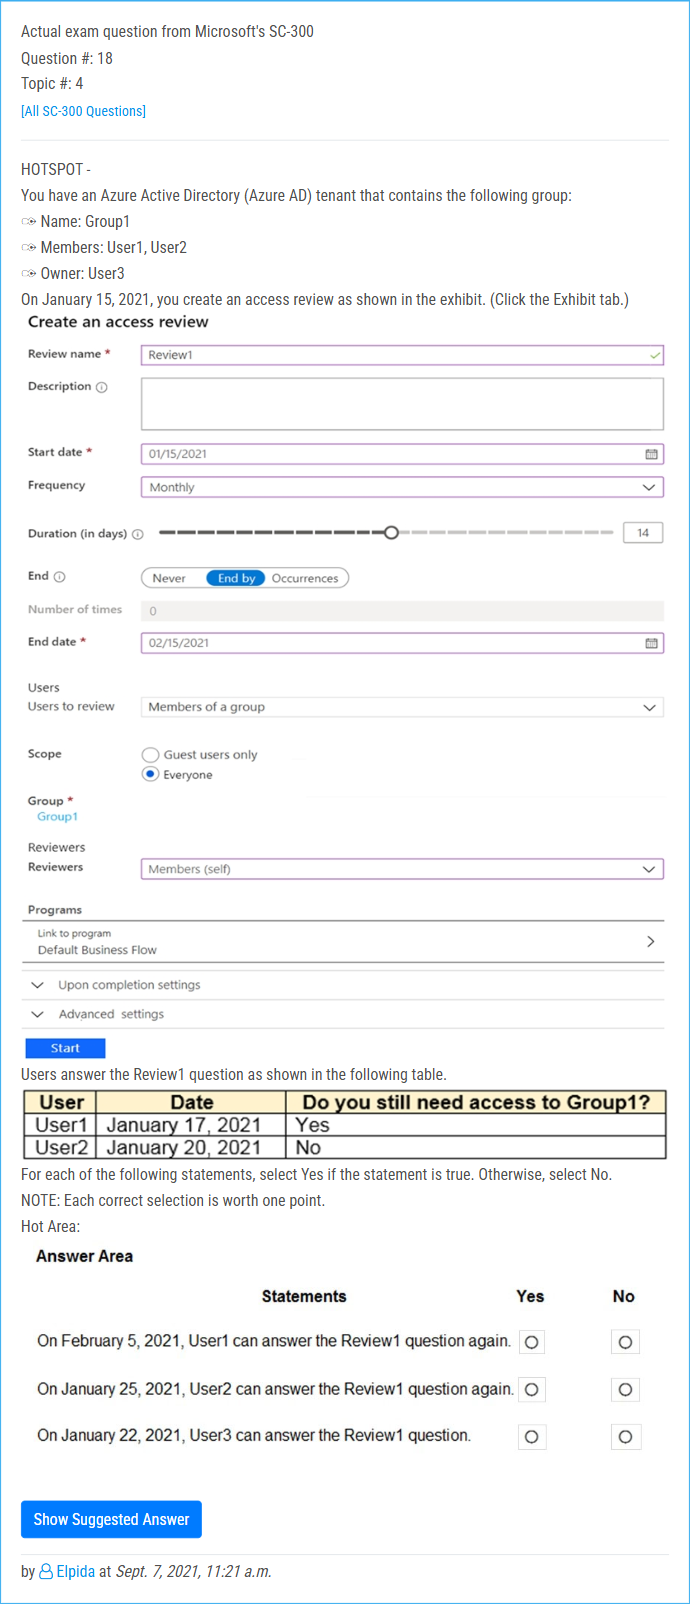 Actual exam question from Microsoft's SC-300
Question #: 18
Topic #: 4
[All SC-300 Questions]
HOTSPOT -
You have an Azure Active Directory (Azure AD) tenant that contains the following group:
Name: Group1
Members: User1, User2
Owner: User3
On January 15, 2021, you create an access review as shown in the exhibit. (Click the Exhibit tab.)
Create an access review
Review name * Review1
Description
Start date * 01/15/2021
Frequency Monthly
Duration (in days) 14
End Never End by Occurrences
Number of times 0
End date * 02/15/2021
Users
Users to review Members of a group
Scope Guest users only
Everyone
Group *
Group1
Reviewers
Reviewers Members (self)
Programs
Link to program
Default Business Flow
Upon completion settings
Advanced settings
Start
Users answer the Review1 question as shown in the following table.
User Date Do you still need access to Group1?
User1 January 17, 2021 Yes
User2 January 20, 2021 No
For each of the following statements, select Yes if the statement is true. Otherwise, select No.
NOTE: Each correct selection is worth one point.
Hot Area:
Answer Area
Statements Yes No
On February 5, 2021, User1 can answer the Review1 question again.
On January 25, 2021, User2 can answer the Review1 question again.
On January 22, 2021, User3 can answer the Review1 question.
Show Suggested Answer
by Elpida at Sept. 7, 2021, 11:21 a.m.